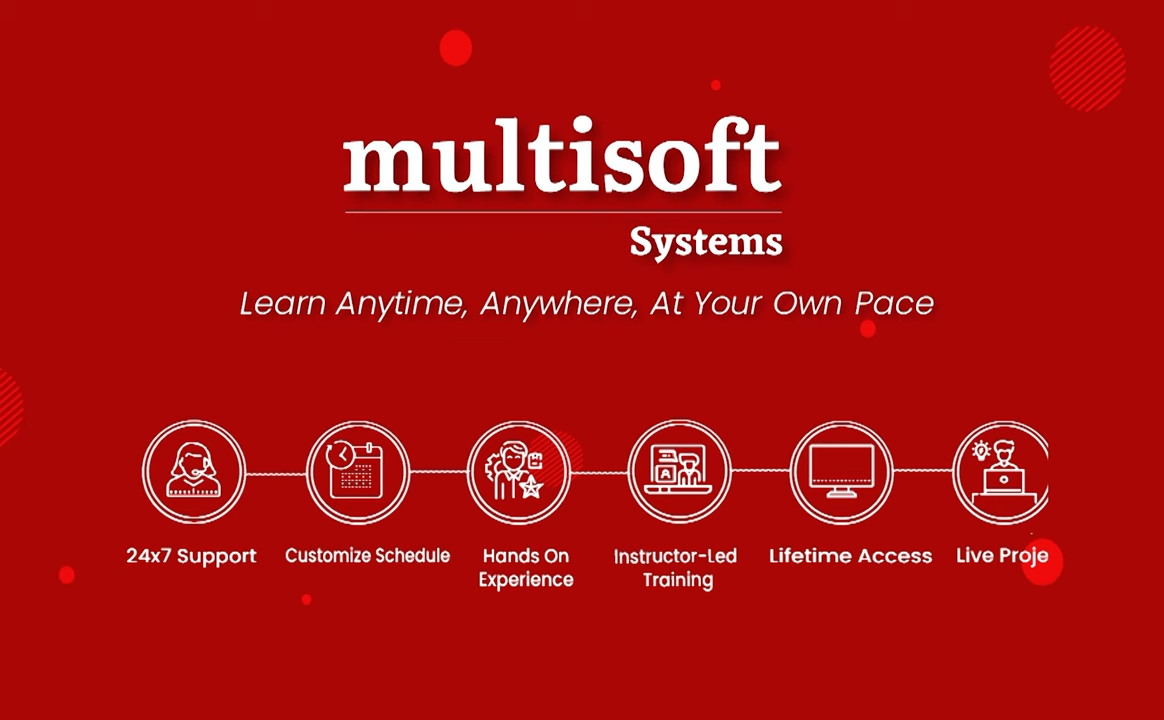 multisoft
Systems
Learn Anytime, Anywhere, At Your Own Pace
24x7 Support
Customize Schedule
Hands On
Experience
Instructor-Led
Training
Lifetime Access
Live Proje